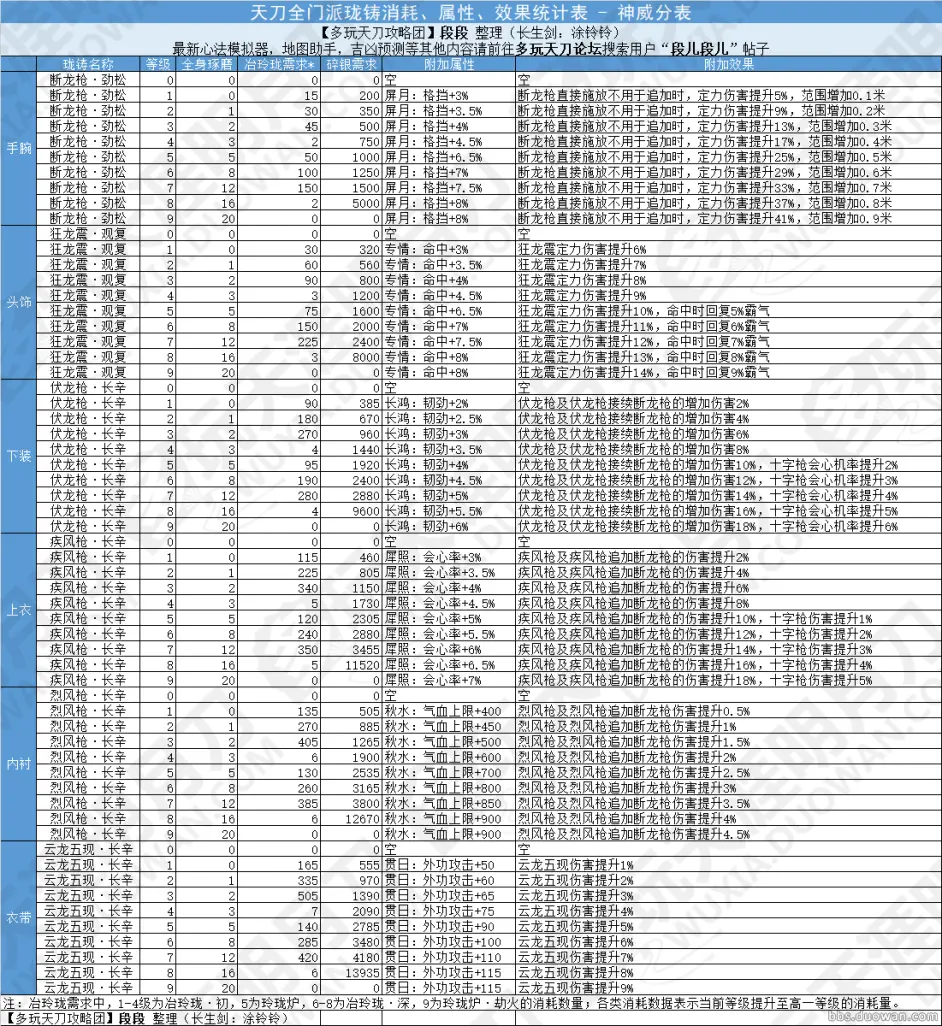 天刀全门派珑铸消耗、属性、效果统计表 - 神威分表
【多玩天刀攻略团】段段 整理（长生剑：涂铃铃）
最新心法模拟器，地图助手，吉凶预测等其他内容请前往多玩天刀论坛搜索用户“段儿段儿”帖子
珑铸名称 等级 全身琢磨 冶玲珑需求* 碎银需求 附加属性 附加效果
手腕
断龙枪·劲松 0 0 0 0 空 空
断龙枪·劲松 1 0 15 200 屏月：格挡+3% 断龙枪直接施放不用于追加时，定力伤害提升5%，范围增加0.1米
断龙枪·劲松 2 1 30 350 屏月：格挡+3.5% 断龙枪直接施放不用于追加时，定力伤害提升9%，范围增加0.2米
断龙枪·劲松 3 2 45 500 屏月：格挡+4% 断龙枪直接施放不用于追加时，定力伤害提升13%，范围增加0.3米
断龙枪·劲松 4 3 2 750 屏月：格挡+4.5% 断龙枪直接施放不用于追加时，定力伤害提升17%，范围增加0.4米
断龙枪·劲松 5 5 50 1000 屏月：格挡+6.5% 断龙枪直接施放不用于追加时，定力伤害提升25%，范围增加0.5米
断龙枪·劲松 6 8 100 1250 屏月：格挡+7% 断龙枪直接施放不用于追加时，定力伤害提升29%，范围增加0.6米
断龙枪·劲松 7 12 150 1500 屏月：格挡+7.5% 断龙枪直接施放不用于追加时，定力伤害提升33%，范围增加0.7米
断龙枪·劲松 8 16 2 5000 屏月：格挡+8% 断龙枪直接施放不用于追加时，定力伤害提升37%，范围增加0.8米
断龙枪·劲松 9 20 0 0 屏月：格挡+8% 断龙枪直接施放不用于追加时，定力伤害提升41%，范围增加0.9米
头饰
狂龙震·观复 0 0 0 0 空 空
狂龙震·观复 1 0 30 320 专情：命中+3% 狂龙震定力伤害提升6%
狂龙震·观复 2 1 60 560 专情：命中+3.5% 狂龙震定力伤害提升7%
狂龙震·观复 3 2 90 800 专情：命中+4% 狂龙震定力伤害提升8%
狂龙震·观复 4 3 3 1200 专情：命中+4.5% 狂龙震定力伤害提升9%
狂龙震·观复 5 5 75 1600 专情：命中+6.5% 狂龙震定力伤害提升10%，命中时回复5%霸气
狂龙震·观复 6 8 150 2000 专情：命中+7% 狂龙震定力伤害提升11%，命中时回复6%霸气
狂龙震·观复 7 12 225 2400 专情：命中+7.5% 狂龙震定力伤害提升12%，命中时回复7%霸气
狂龙震·观复 8 16 3 8000 专情：命中+8% 狂龙震定力伤害提升13%，命中时回复8%霸气
狂龙震·观复 9 20 0 0 专情：命中+8% 狂龙震定力伤害提升14%，命中时回复9%霸气
下装
伏龙枪·长辛 0 0 0 0 空 空
伏龙枪·长辛 1 0 90 385 长鸿：韧劲+2% 伏龙枪及伏龙枪接续断龙枪的增加伤害2%
伏龙枪·长辛 2 1 180 670 长鸿：韧劲+2.5% 伏龙枪及伏龙枪接续断龙枪的增加伤害4%
伏龙枪·长辛 3 2 270 960 长鸿：韧劲+3% 伏龙枪及伏龙枪接续断龙枪的增加伤害6%
伏龙枪·长辛 4 3 4 1440 长鸿：韧劲+3.5% 伏龙枪及伏龙枪接续断龙枪的增加伤害8%
伏龙枪·长辛 5 5 95 1920 长鸿：韧劲+4% 伏龙枪及伏龙枪接续断龙枪的增加伤害10%，十字枪会心机率提升2%
伏龙枪·长辛 6 8 190 2400 长鸿：韧劲+4.5% 伏龙枪及伏龙枪接续断龙枪的增加伤害12%，十字枪会心机率提升3%
伏龙枪·长辛 7 12 280 2880 长鸿：韧劲+5% 伏龙枪及伏龙枪接续断龙枪的增加伤害14%，十字枪会心机率提升4%
伏龙枪·长辛 8 16 4 9600 长鸿：韧劲+5.5% 伏龙枪及伏龙枪接续断龙枪的增加伤害16%，十字枪会心机率提升5%
伏龙枪·长辛 9 20 0 0 长鸿：韧劲+6% 伏龙枪及伏龙枪接续断龙枪的增加伤害18%，十字枪会心机率提升6%
上衣
疾风枪·长辛 0 0 0 0 空 空
疾风枪·长辛 1 0 115 460 犀照：会心率+3% 疾风枪及疾风枪追加断龙枪的伤害提升2%
疾风枪·长辛 2 1 225 805 犀照：会心率+3.5% 疾风枪及疾风枪追加断龙枪的伤害提升4%
疾风枪·长辛 3 2 340 1150 犀照：会心率+4% 疾风枪及疾风枪追加断龙枪的伤害提升6%
疾风枪·长辛 4 3 5 1730 犀照：会心率+4.5% 疾风枪及疾风枪追加断龙枪的伤害提升8%
疾风枪·长辛 5 5 120 2305 犀照：会心率+5% 疾风枪及疾风枪追加断龙枪的伤害提升10%，十字枪伤害提升1%
疾风枪·长辛 6 8 240 2880 犀照：会心率+5.5% 疾风枪及疾风枪追加断龙枪的伤害提升12%，十字枪伤害提升2%
疾风枪·长辛 7 12 350 3455 犀照：会心率+6% 疾风枪及疾风枪追加断龙枪的伤害提升14%，十字枪伤害提升3%
疾风枪·长辛 8 16 5 11520 犀照：会心率+6.5% 疾风枪及疾风枪追加断龙枪的伤害提升16%，十字枪伤害提升4%
疾风枪·长辛 9 20 0 0 犀照：会心率+7% 疾风枪及疾风枪追加断龙枪的伤害提升18%，十字枪伤害提升5%
内衬
烈风枪·长辛 0 0 0 0 空 空
烈风枪·长辛 1 0 135 505 秋水：气血上限+400 烈风枪及烈风枪追加断龙枪伤害提升0.5%
烈风枪·长辛 2 1 270 885 秋水：气血上限+450 烈风枪及烈风枪追加断龙枪伤害提升1%
烈风枪·长辛 3 2 405 1265 秋水：气血上限+500 烈风枪及烈风枪追加断龙枪伤害提升1.5%
烈风枪·长辛 4 3 6 1900 秋水：气血上限+600 烈风枪及烈风枪追加断龙枪伤害提升2%
烈风枪·长辛 5 5 130 2535 秋水：气血上限+700 烈风枪及烈风枪追加断龙枪伤害提升2.5%
烈风枪·长辛 6 8 260 3165 秋水：气血上限+800 烈风枪及烈风枪追加断龙枪伤害提升3%
烈风枪·长辛 7 12 385 3800 秋水：气血上限+850 烈风枪及烈风枪追加断龙枪伤害提升3.5%
烈风枪·长辛 8 16 6 12670 秋水：气血上限+900 烈风枪及烈风枪追加断龙枪伤害提升4%
烈风枪·长辛 9 20 0 0 秋水：气血上限+900 烈风枪及烈风枪追加断龙枪伤害提升4.5%
衣带
云龙五现·长辛 0 0 0 0 空 空
云龙五现·长辛 1 0 165 555 贯日：外功攻击+50 云龙五现伤害提升1%
云龙五现·长辛 2 1 335 970 贯日：外功攻击+60 云龙五现伤害提升2%
云龙五现·长辛 3 2 505 1390 贯日：外功攻击+65 云龙五现伤害提升3%
云龙五现·长辛 4 3 7 2090 贯日：外功攻击+75 云龙五现伤害提升4%
云龙五现·长辛 5 5 140 2785 贯日：外功攻击+90 云龙五现伤害提升5%
云龙五现·长辛 6 8 285 3480 贯日：外功攻击+100 云龙五现伤害提升6%
云龙五现·长辛 7 12 420 4180 贯日：外功攻击+110 云龙五现伤害提升7%
云龙五现·长辛 8 16 6 13935 贯日：外功攻击+115 云龙五现伤害提升8%
云龙五现·长辛 9 20 0 0 贯日：外功攻击+115 云龙五现伤害提升9%
注：冶玲珑需求中，1-4级为冶玲珑·初，5为玲珑炉，6-8为冶玲珑·深，9为玲珑炉·劫火的消耗数量；各类消耗数据表示当前等级提升至高一等级的消耗量。
【多玩天刀攻略团】段段 整理（长生剑：涂铃铃）
bbs.duowan.com